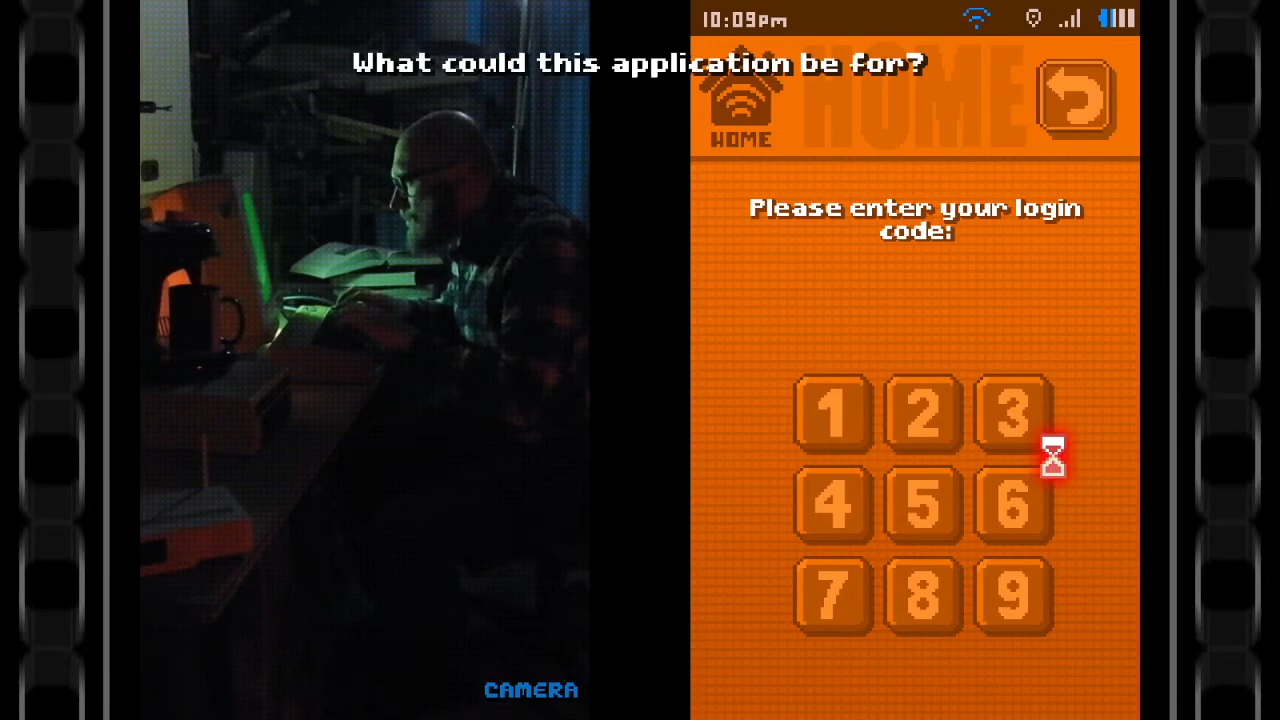 10:09pm
What could this application be for?
HOME
HOME
Please enter your login
code:
1 2 3
4 5 6
7 8 9
CAMERA